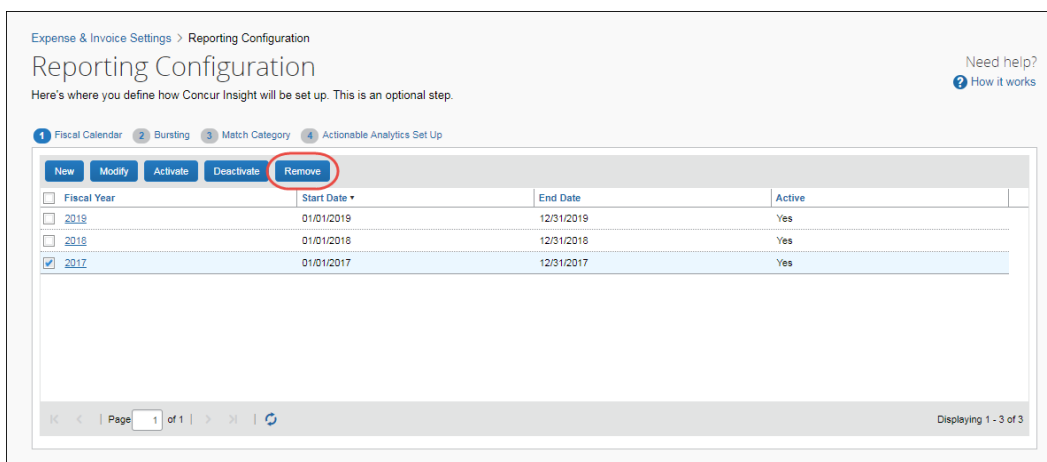 Expense & Invoice Settings > Reporting Configuration
Reporting Configuration
Need help?
? How it works
Here's where you define how Concur Insight will be set up. This is an optional step.
1 Fiscal Calendar 2 Bursting 3 Match Category 4 Actionable Analytics Set Up
New Modify Activate Deactivate Remove
Fiscal Year Start Date End Date Active
2019 01/01/2019 12/31/2019 Yes
2018 01/01/2018 12/31/2018 Yes
2017 01/01/2017 12/31/2017 Yes
Page 1 of 1 Displaying 1 - 3 of 3